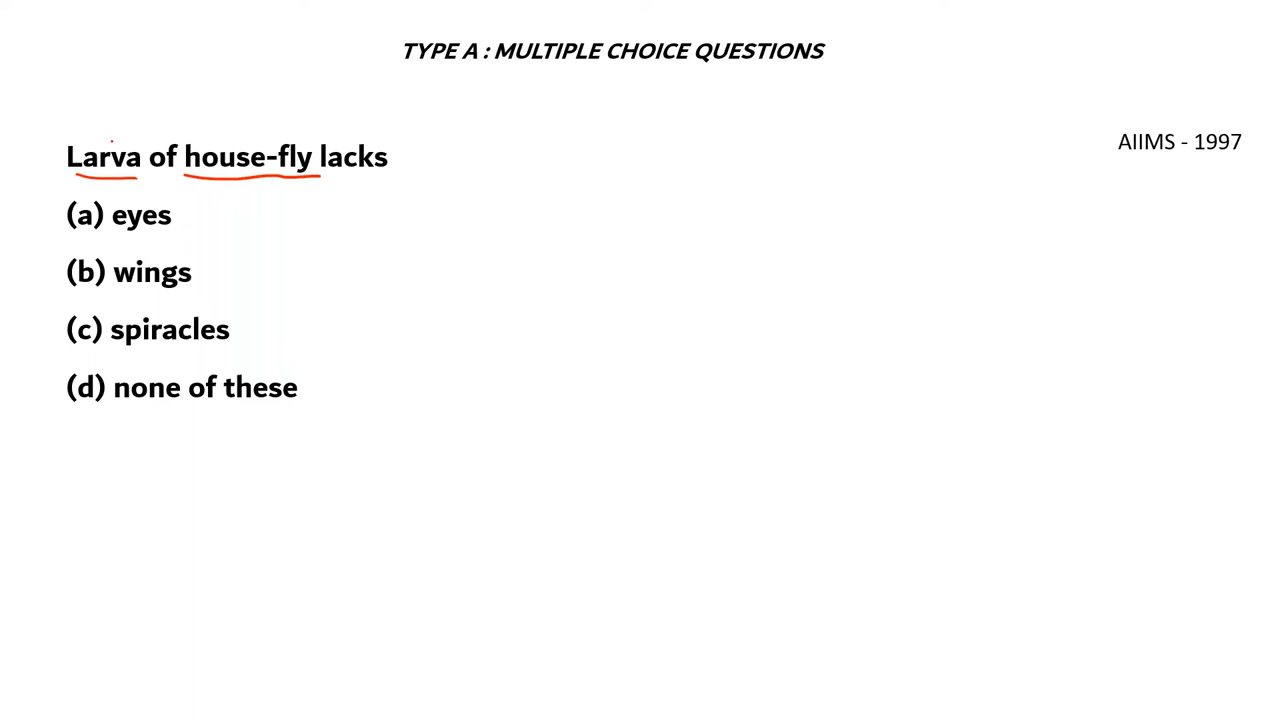 TYPE A : MULTIPLE CHOICE QUESTIONS
AIIMS - 1997
Larva of house-fly lacks
(a) eyes
(b) wings
(c) spiracles
(d) none of these